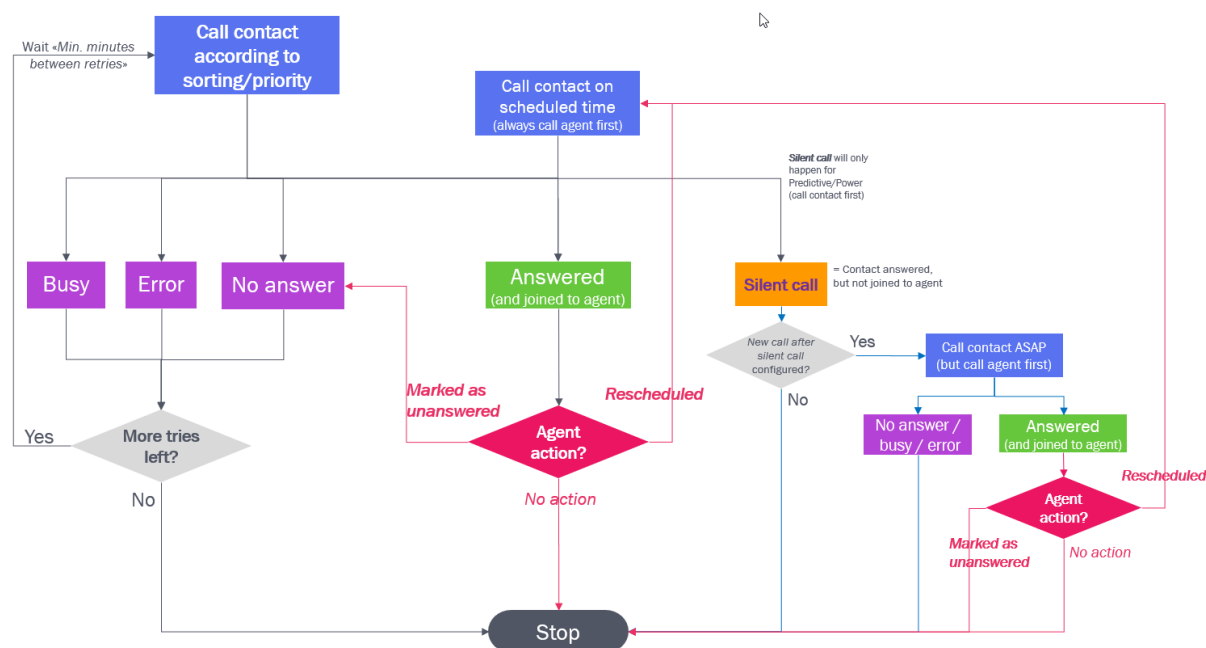 Wait «Min. minutes
between retries»
Call contact
according to
sorting/priority
Call contact on
scheduled time
(always call agent first)
Silent call will only
happen for
Predictive/Power
(call contact first)
Busy
Error
No answer
Answered
(and joined to agent)
Silent call
= Contact answered,
but not joined to agent
New call after
silent call
configured?
Yes
No
Call contact ASAP
(but call agent first)
Marked as
unanswered
Rescheduled
No answer /
busy / error
Answered
(and joined to agent)
Yes
More tries
left?
No
Agent
action?
No action
Rescheduled
Agent
action?
Marked as
unanswered
No action
Stop